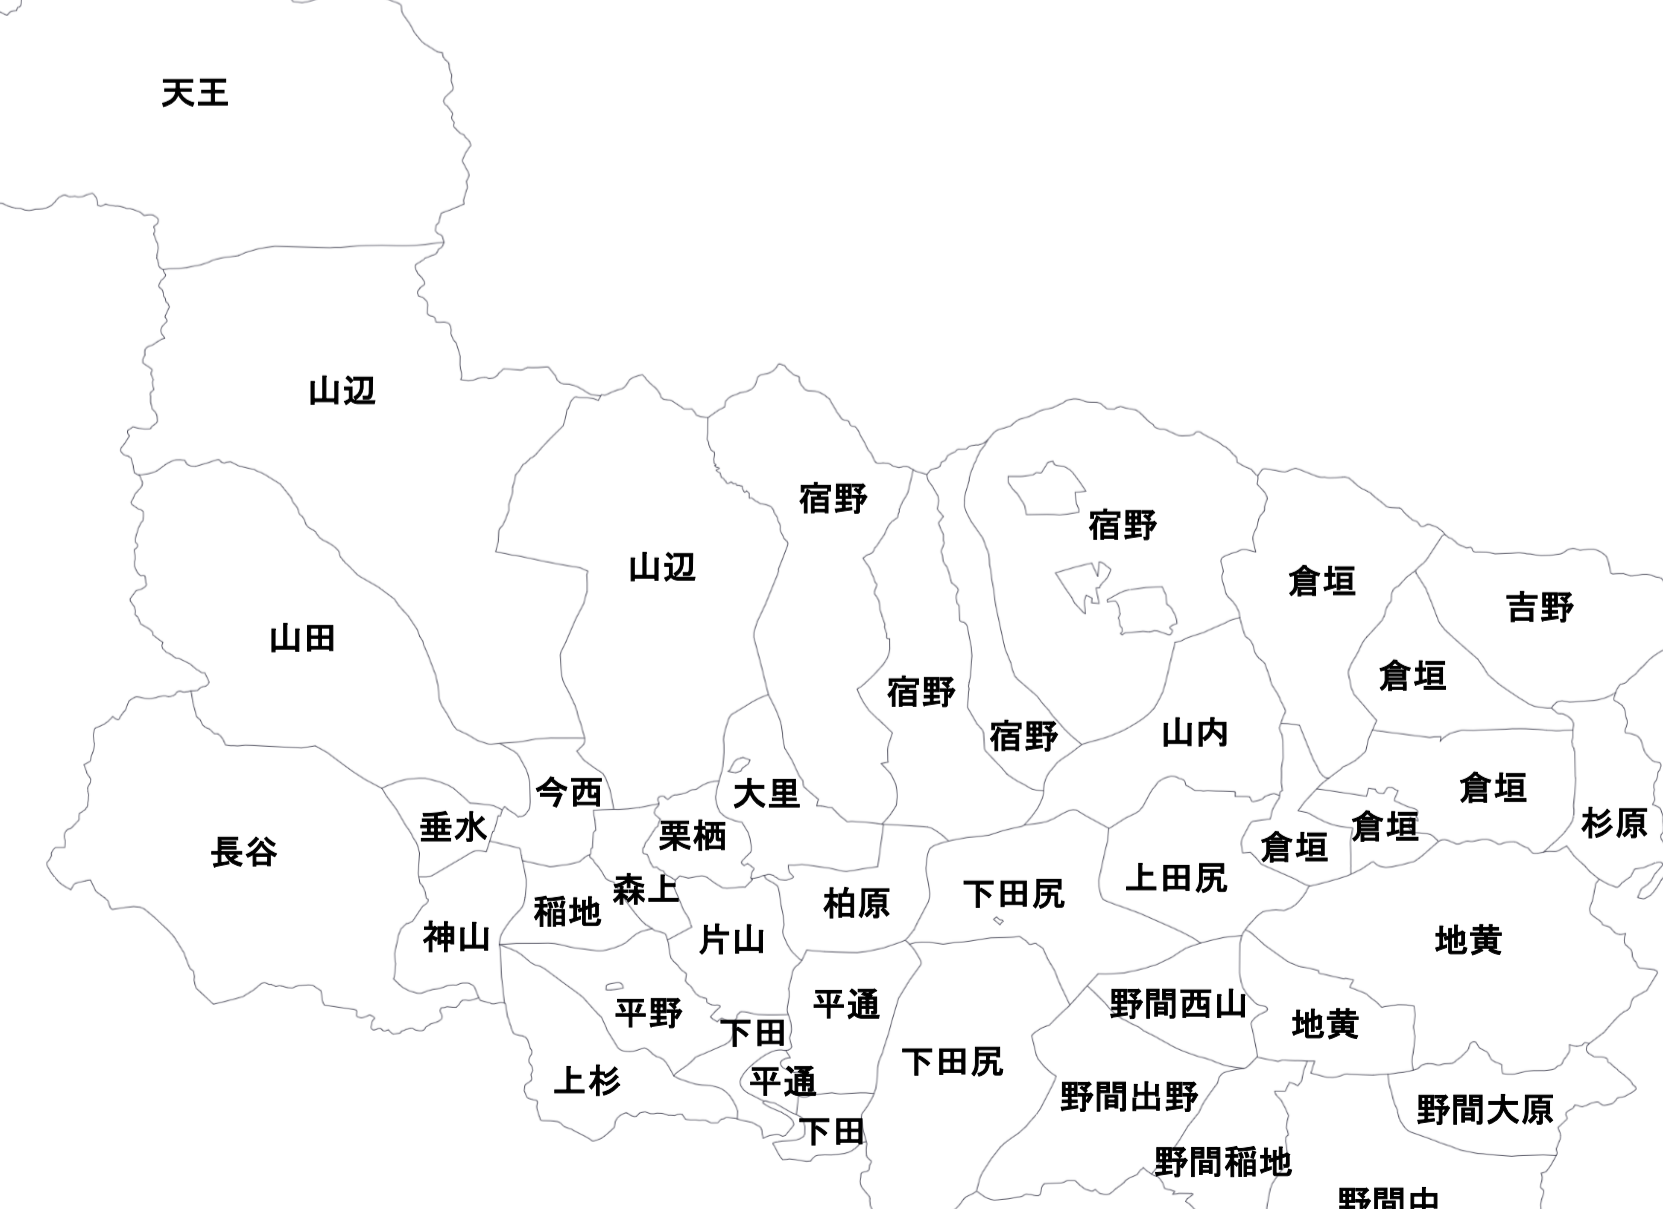 天王
山辺
宿野
宿野
山辺
倉垣
吉野
山田
倉垣
宿野
宿野
山内
今西
大里
倉垣
垂水
栗栖
倉垣
杉原
長谷
倉垣
森上
上田尻
稲地
柏原
下田尻
神山
片山
地黄
平野
下田
平通
野間西山
地黄
上杉
平通
下田尻
野間出野
野間大原
下田
野間稲地
野間中